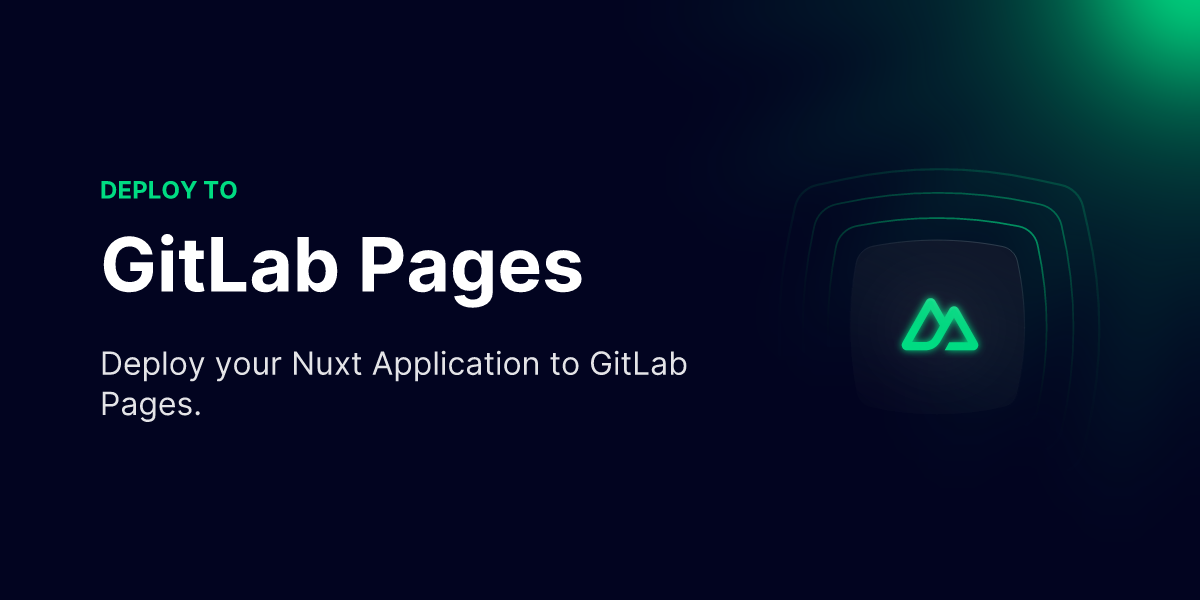 DEPLOY TO
GitLab Pages
Deploy your Nuxt Application to GitLab
Pages.